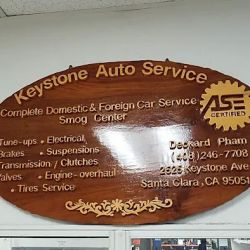 Keystone Auto Service
Complete Domestic & Foreign Car Service
Smog Center
ASE
CERTIFIED
Tune-ups • Electrical
Brakes • Suspensions
Transmission / Clutches
Valves • Engine-overhaul
• Tires Service
Deckard Pham
(408)246-7708
2625 Keystone Ave
Santa Clara, CA 95051